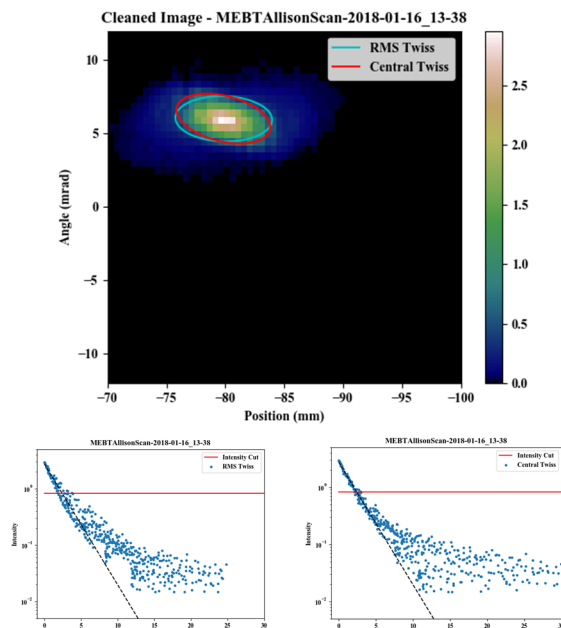 Cleaned Image - MEBTAllisonScan-2018-01-16_13-38
RMS Twiss
Central Twiss
10
5
0
−5
−10
Angle (mrad)
−70
−75
−80
−85
−90
−95
−100
Position (mm)
2.5
2.0
1.5
1.0
0.5
0.0
MEBTAllisonScan-2018-01-16_13-38
Intensity Cut
RMS Twiss
Intensity
10⁰
10⁻¹
10⁻²
0
5
10
15
20
25
30
MEBTAllisonScan-2018-01-16_13-38
Intensity Cut
Central Twiss
Intensity
10⁰
10⁻¹
10⁻²
0
5
10
15
20
25
30